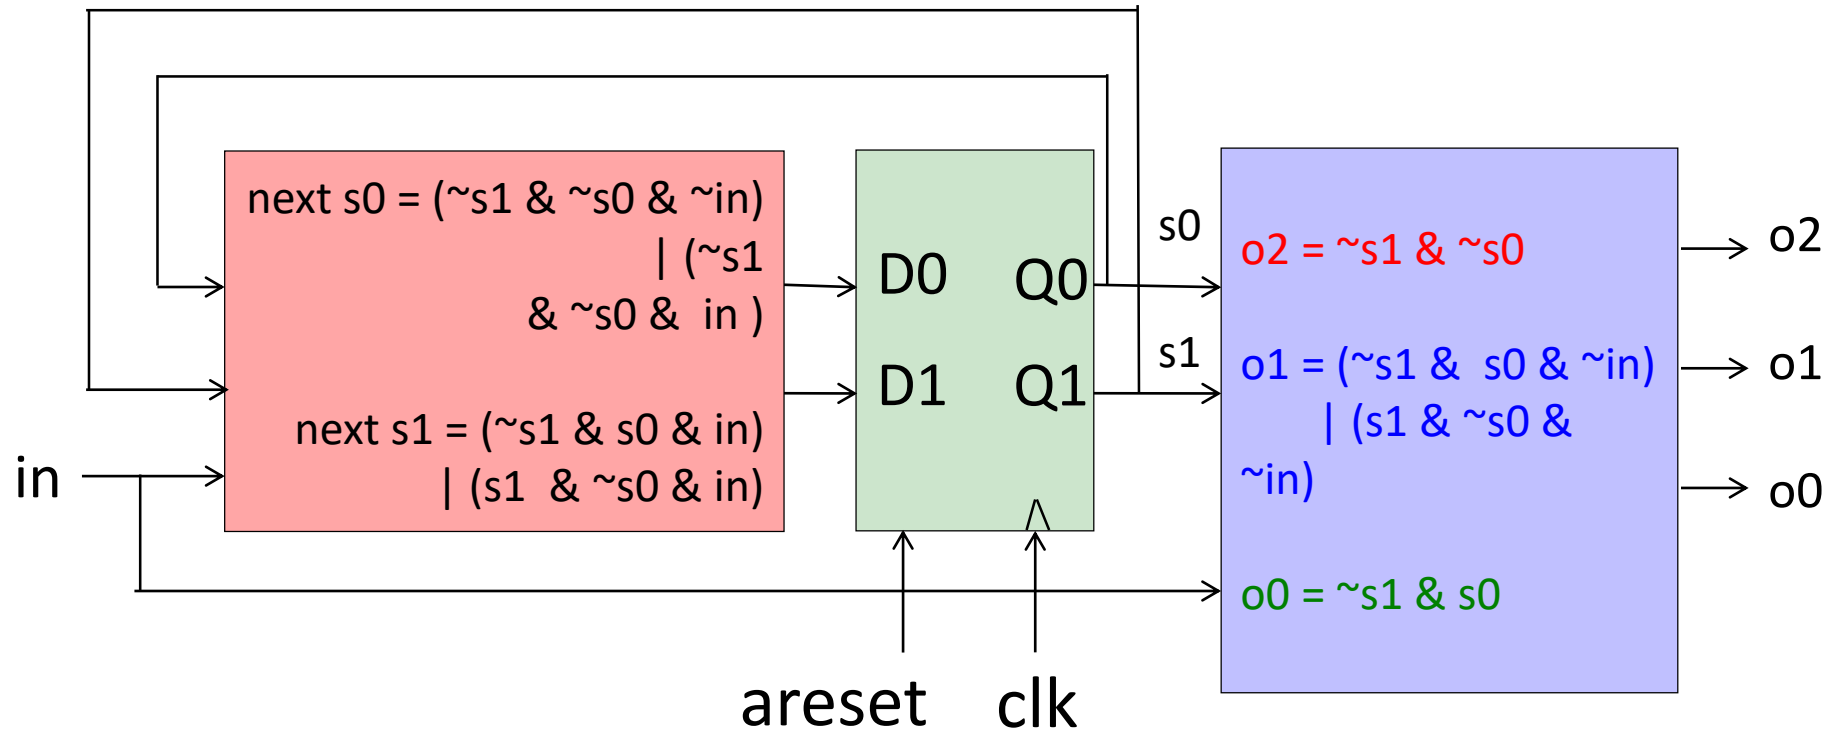 next s0 = (~s1 & ~s0 & ~in)
| (~s1
& ~s0 & in )
next s1 = (~s1 & s0 & in)
| (s1 & ~s0 & in)
in
D0 Q0
D1 Q1
areset clk
s0
s1
o2 = ~s1 & ~s0
o1 = (~s1 & s0 & ~in)
| (s1 & ~s0 &
~in)
o0 = ~s1 & s0
o2
o1
o0